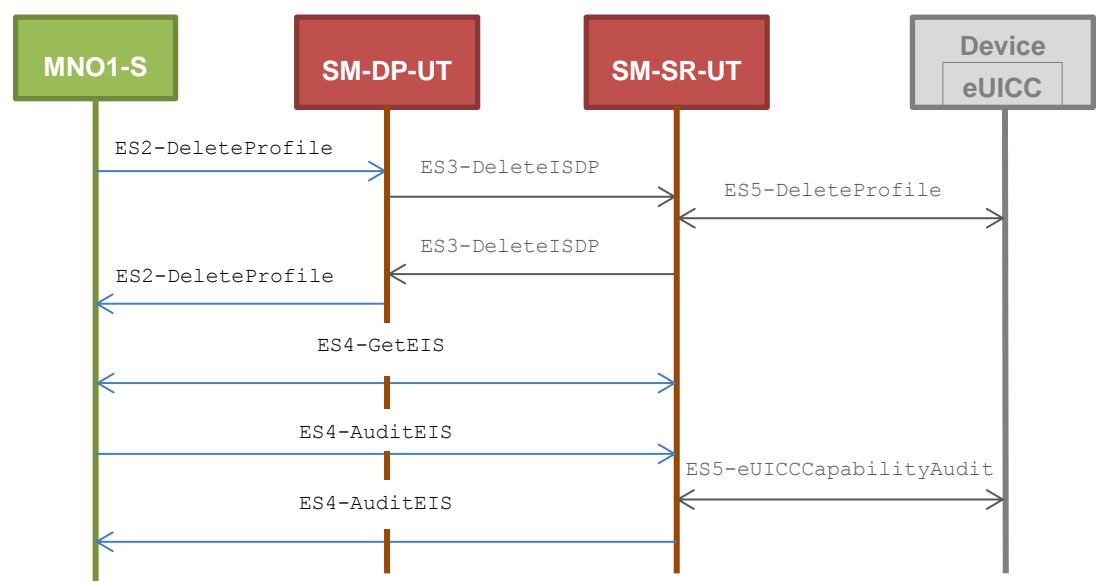 MNO1-S
SM-DP-UT
SM-SR-UT
Device
eUICC
ES2-DeleteProfile
ES3-DeleteISDP
ES5-DeleteProfile
ES3-DeleteISDP
ES2-DeleteProfile
ES4-GetEIS
ES4-AuditEIS
ES5-eUICCCapabilityAudit
ES4-AuditEIS